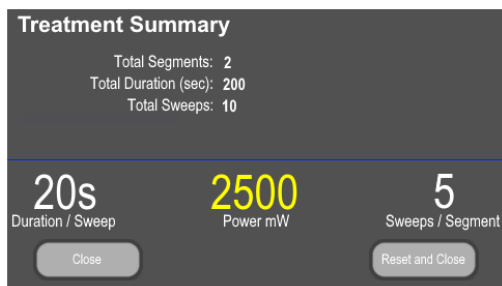 Treatment Summary
Total Segments: 2
Total Duration (sec): 200
Total Sweeps: 10
20s 2500 5
Duration / Sweep Power mW Sweeps / Segment
Close Reset and Close